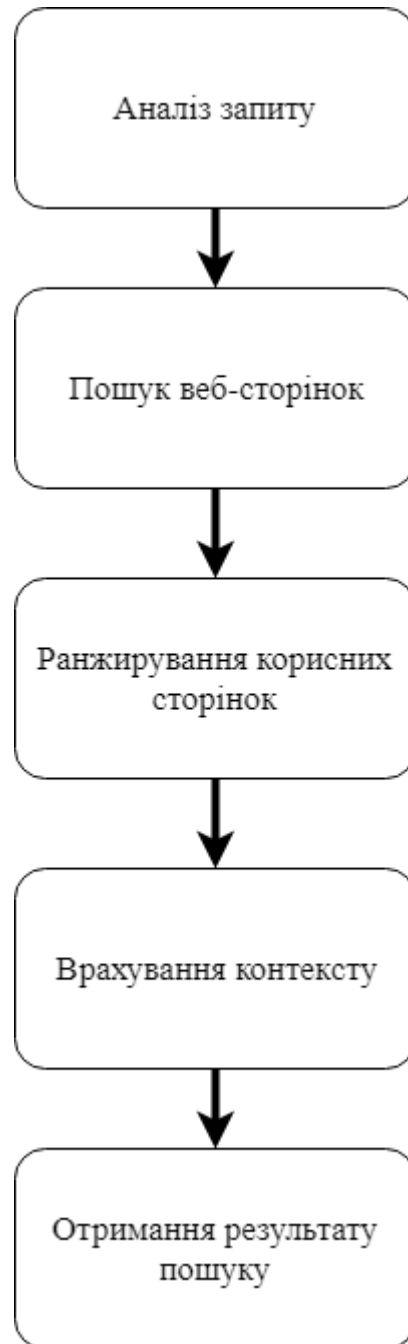 Аналіз запиту
Пошук веб-сторінок
Ранжирування корисних
сторінок
Врахування контексту
Отримання результату
пошуку